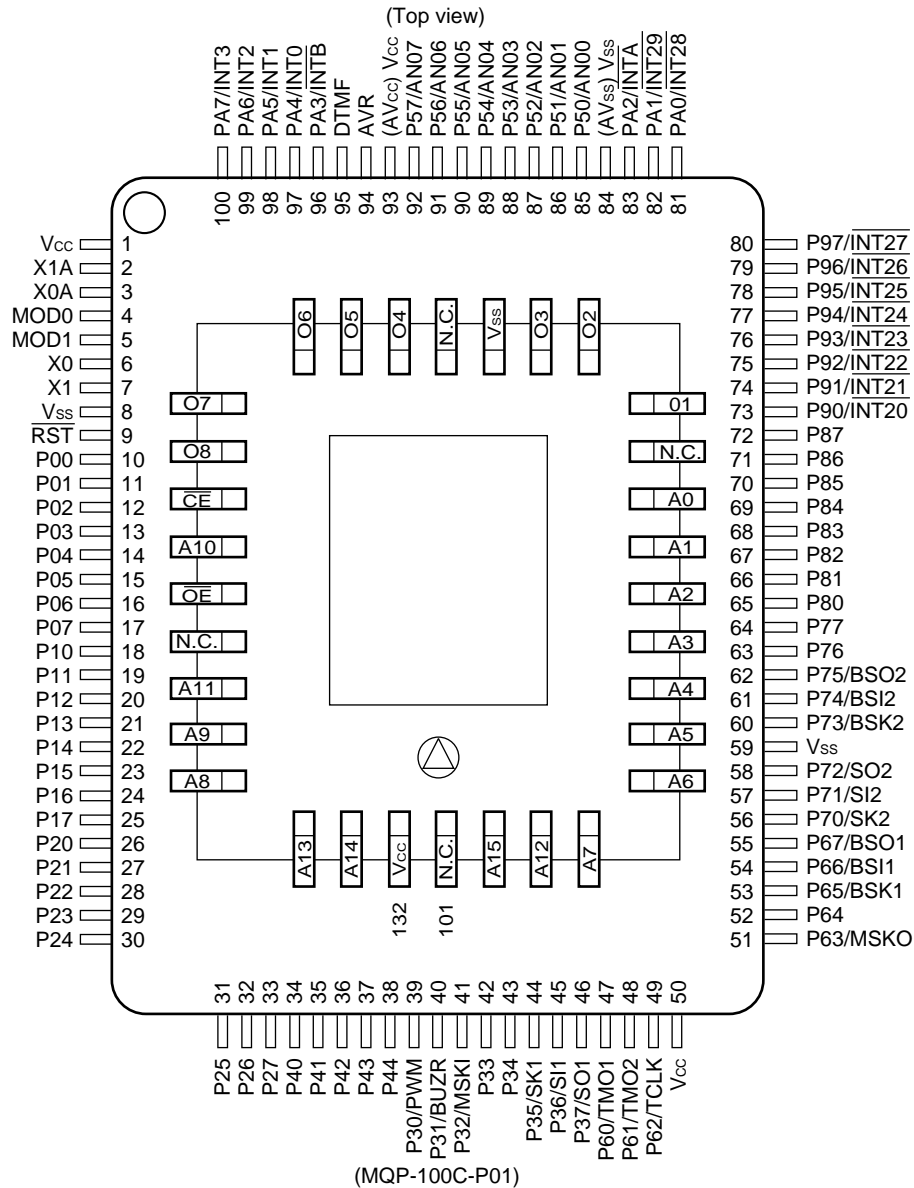 (Top view)
PA7/INT3
PA6/INT2
PA5/INT1
PA4/INT0
PA3/INTB
DTMF
AVR
(AVcc) Vcc
P57/AN07
P56/AN06
P55/AN05
P54/AN04
P53/AN03
P52/AN02
P51/AN01
P50/AN00
(AVss) Vss
PA2/INTA
PA1/INT29
PA0/INT28
100
99
98
97
96
95
94
93
92
91
90
89
88
87
86
85
84
83
82
81
Vcc 1
X1A 2
X0A 3
MOD0 4
MOD1 5
X0 6
X1 7
Vss 8
RST 9
P00 10
P01 11
P02 12
P03 13
P04 14
P05 15
P06 16
P07 17
P10 18
P11 19
P12 20
P13 21
P14 22
P15 23
P16 24
P17 25
P20 26
P21 27
P22 28
P23 29
P24 30
O6
O5
O4
N.C.
Vss
O3
O2
O7
O8
CE
A10
OE
N.C.
A11
A9
A8
01
N.C.
A0
A1
A2
A3
A4
A5
A6
A13
A14
Vcc
N.C.
A15
A12
A7
132
101
80 P97/INT27
79 P96/INT26
78 P95/INT25
77 P94/INT24
76 P93/INT23
75 P92/INT22
74 P91/INT21
73 P90/INT20
72 P87
71 P86
70 P85
69 P84
68 P83
67 P82
66 P81
65 P80
64 P77
63 P76
62 P75/BSO2
61 P74/BSI2
60 P73/BSK2
59 Vss
58 P72/SO2
57 P71/SI2
56 P70/SK2
55 P67/BSO1
54 P66/BSI1
53 P65/BSK1
52 P64
51 P63/MSKO
31
32
33
34
35
36
37
38
39
40
41
42
43
44
45
46
47
48
49
50
P25
P26
P27
P40
P41
P42
P43
P44
P30/PWM
P31/BUZR
P32/MSKI
P33
P34
P35/SK1
P36/SI1
P37/SO1
P60/TMO1
P61/TMO2
P62/TCLK
Vcc
(MQP-100C-P01)